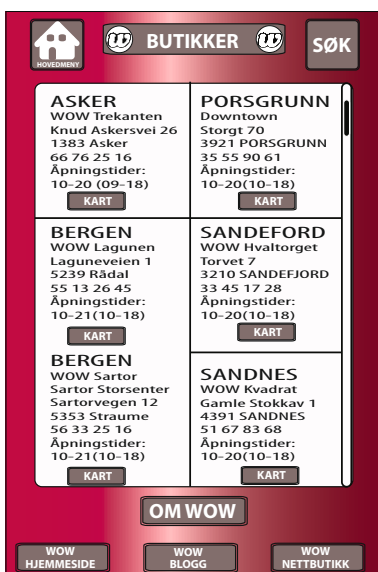 HOVEDMENY
W BUTIKKER W
SØK
ASKER
WOW Trekanten
Knud Askersvei 26
1383 Asker
66 76 25 16
Åpningstider:
10-20 (09-18)
KART
BERGEN
WOW Lagunen
Laguneveien 1
5239 Rådal
55 13 26 45
Åpningstider:
10-21(10-18)
KART
BERGEN
WOW Sartor
Sartor Storsenter
Sartorvegen 12
5353 Straume
56 33 25 16
Åpningstider:
10-21(10-18)
KART
PORSGRUNN
Downtown
Storgt 70
3921 PORSGRUNN
35 55 90 61
Åpningstider:
10-20(10-18)
KART
SANDEFORD
WOW Hvaltorget
Torvet 7
3210 SANDEFJORD
33 45 17 28
Åpningstider:
10-20(10-18)
KART
SANDNES
WOW Kvadrat
Gamle Stokkav 1
4391 SANDNES
51 67 83 68
Åpningstider:
10-20(10-18)
KART
OM WOW
WOW
HJEMMESIDE
WOW
BLOGG
WOW
NETTBUTIKK